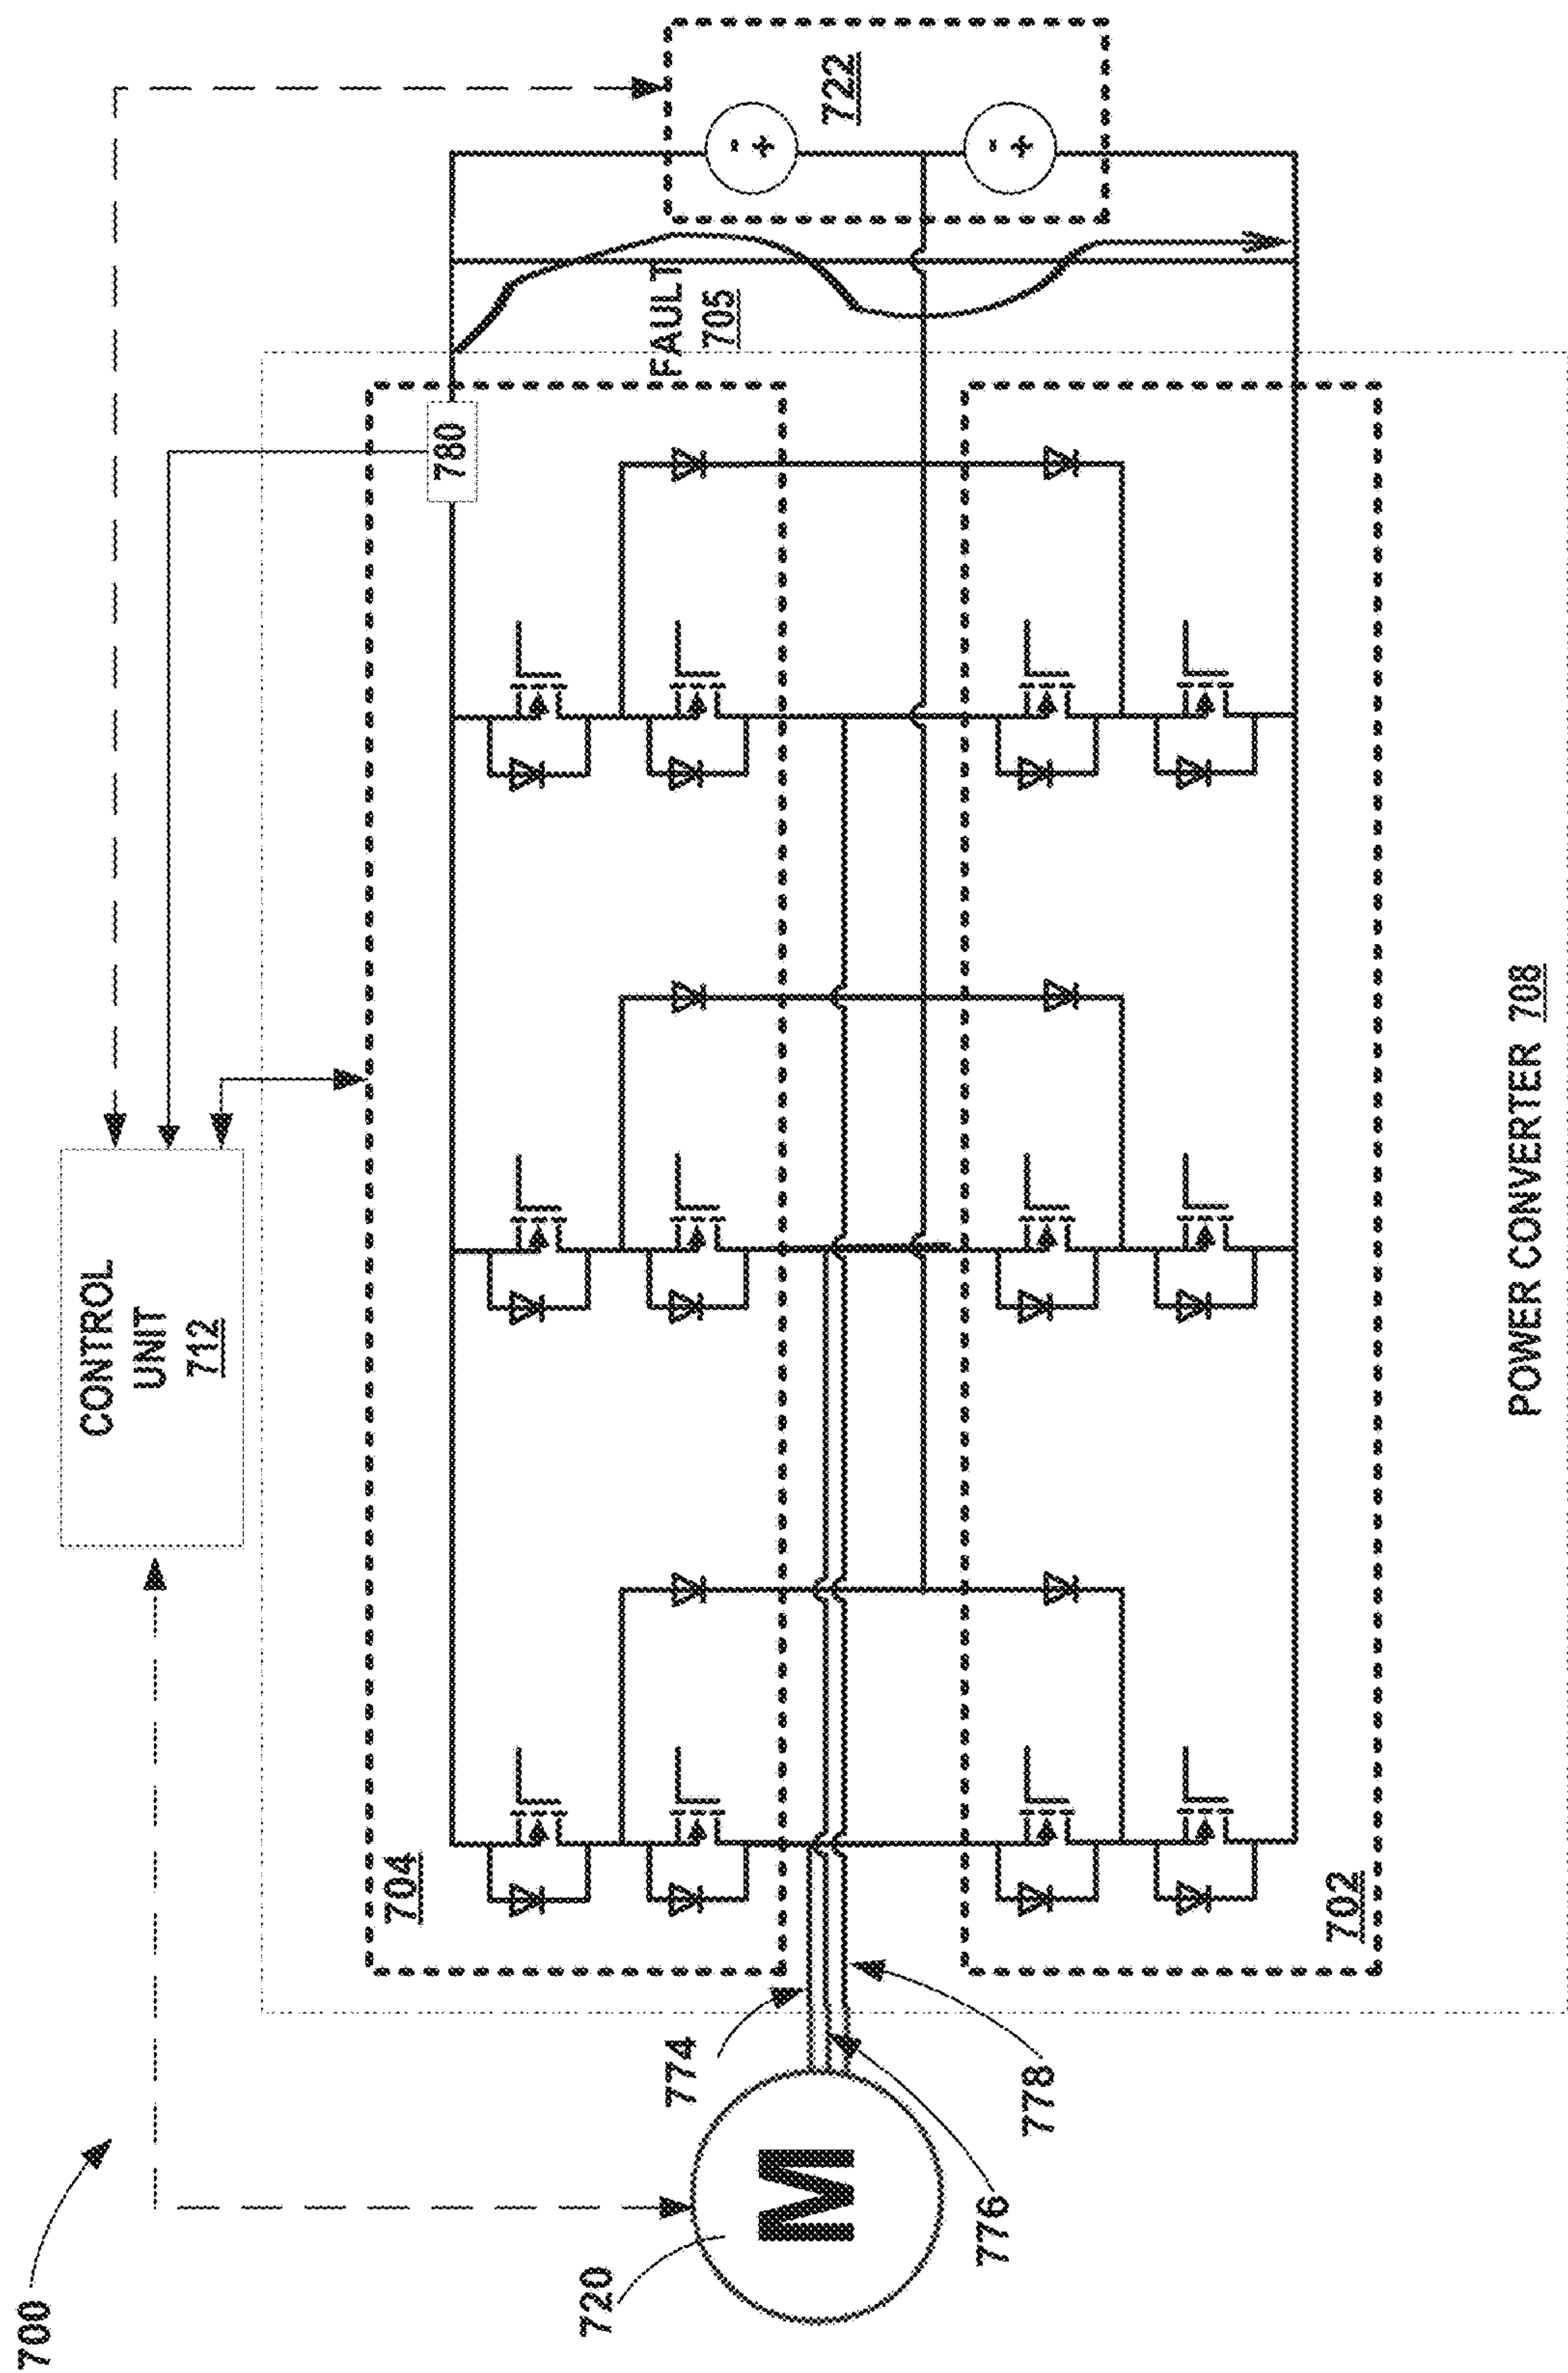 700
CONTROL
UNIT
712
704
780
FAULT
705
- +
- +
722
720
M
774
776
778
702
POWER CONVERTER 708